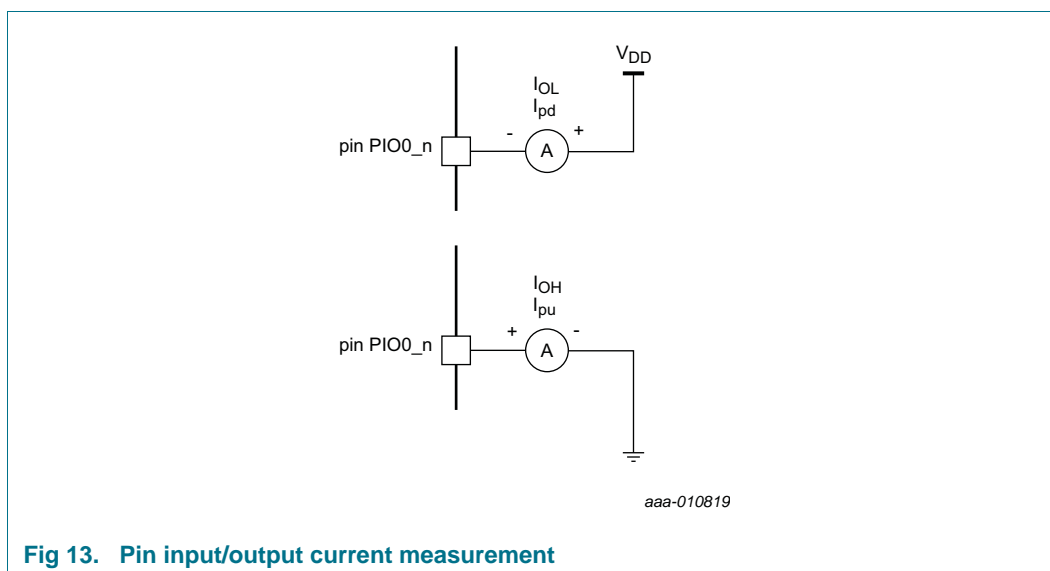 V_DD
I_OL
I_pd
- +
pin PIO0_n A
I_OH
I_pu
+ -
pin PIO0_n A
aaa-010819
Fig 13. Pin input/output current measurement